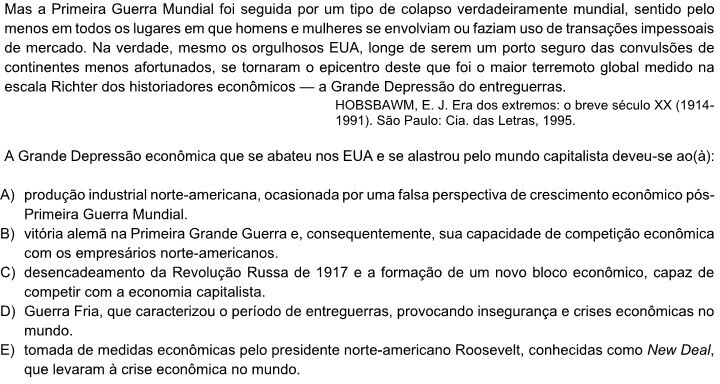 Mas a Primeira Guerra Mundial foi seguida por um tipo de colapso verdadeiramente mundial, sentido pelo
menos em todos os lugares em que homens e mulheres se envolviam ou faziam uso de transações impessoais
de mercado. Na verdade, mesmo os orgulhosos EUA, longe de serem um porto seguro das convulsões de
continentes menos afortunados, se tornaram o epicentro deste que foi o maior terremoto global medido na
escala Richter dos historiadores econômicos — a Grande Depressão do entreguerras.
HOBSBAWM, E. J. Era dos extremos: o breve século XX (1914-
1991). São Paulo: Cia. das Letras, 1995.
A Grande Depressão econômica que se abateu nos EUA e se alastrou pelo mundo capitalista deveu-se ao(à):
A) produção industrial norte-americana, ocasionada por uma falsa perspectiva de crescimento econômico pós-
Primeira Guerra Mundial.
B) vitória alemã na Primeira Grande Guerra e, consequentemente, sua capacidade de competição econômica
com os empresários norte-americanos.
C) desencadeamento da Revolução Russa de 1917 e a formação de um novo bloco econômico, capaz de
competir com a economia capitalista.
D) Guerra Fria, que caracterizou o período de entreguerras, provocando insegurança e crises econômicas no
mundo.
E) tomada de medidas econômicas pelo presidente norte-americano Roosevelt, conhecidas como New Deal,
que levaram à crise econômica no mundo.